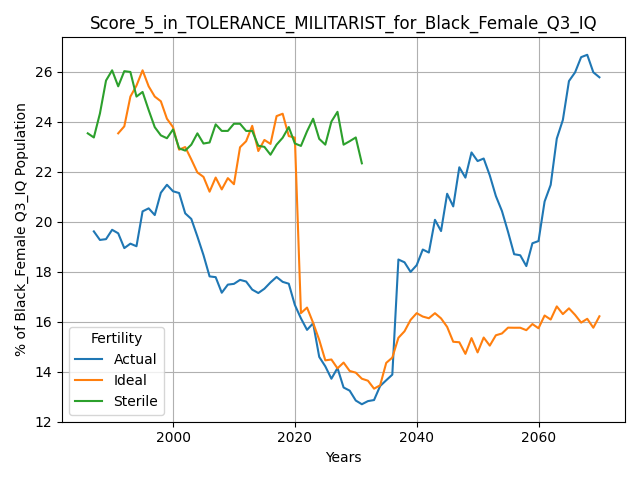 Score_5_in_TOLERANCE_MILITARIST_for_Black_Female_Q3_IQ
% of Black_Female Q3_IQ Population
26
24
22
20
18
16
14
12
Fertility
Actual
Ideal
Sterile
2000 2020 2040 2060
Years